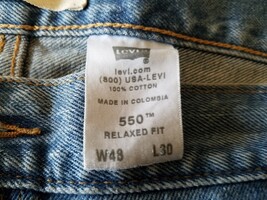 Levi's
levi.com
(800) USA-LEVI
100% COTTON
MADE IN COLOMBIA
550™
RELAXED FIT
W48 L30